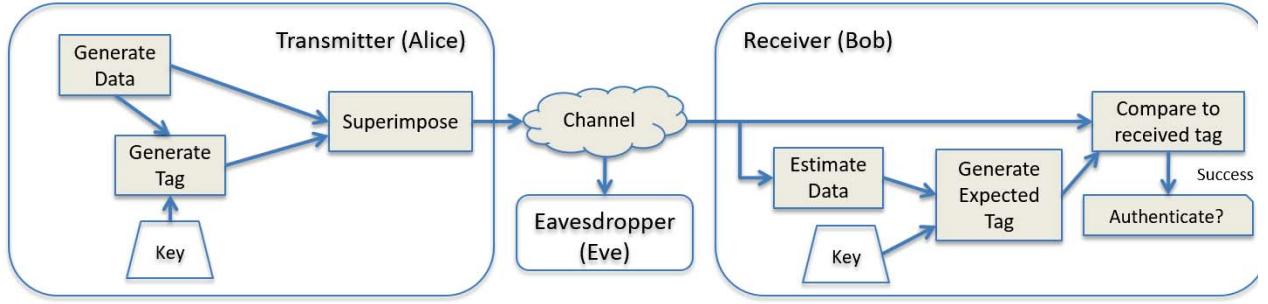 Transmitter (Alice)
Generate
Data
Generate
Tag
Key
Superimpose
Channel
Eavesdropper
(Eve)
Receiver (Bob)
Estimate
Data
Key
Generate
Expected
Tag
Compare to
received tag
Success
Authenticate?